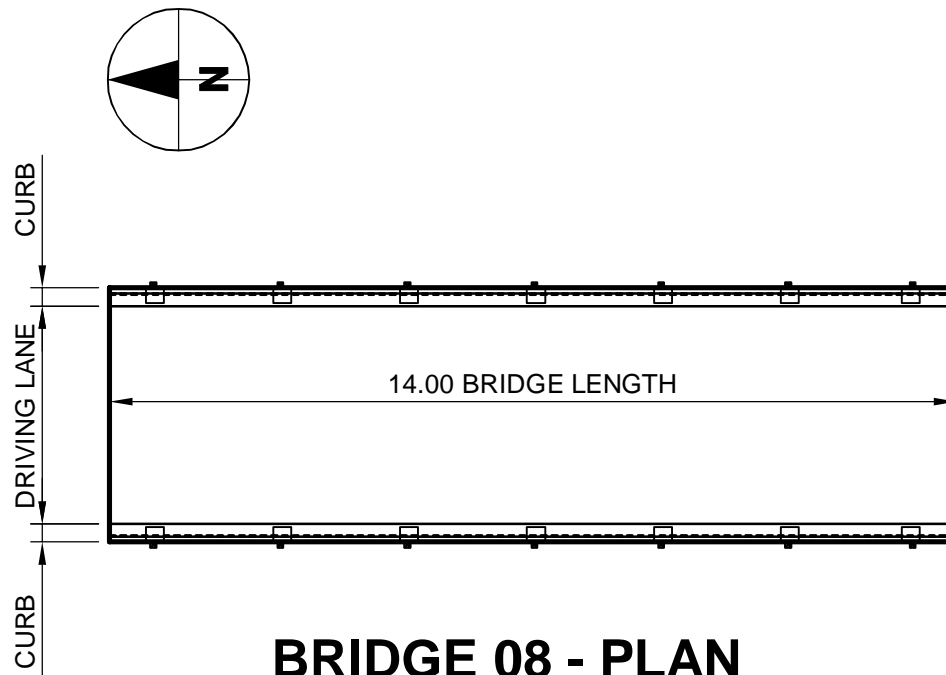 N
CURB
DRIVING LANE
14.00 BRIDGE LENGTH
CURB
BRIDGE 08 - PLAN